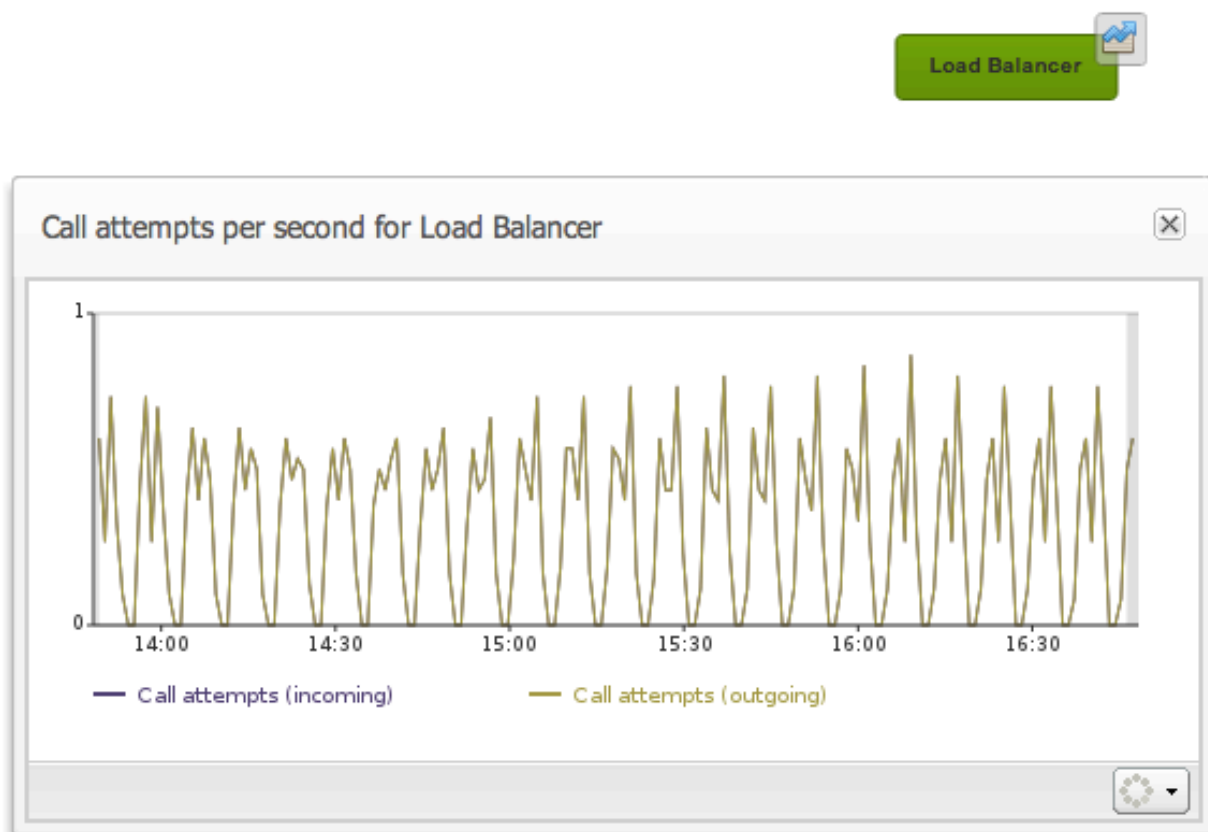 Load Balancer
Call attempts per second for Load Balancer
1
0
14:00 14:30 15:00 15:30 16:00 16:30
Call attempts (incoming) Call attempts (outgoing)